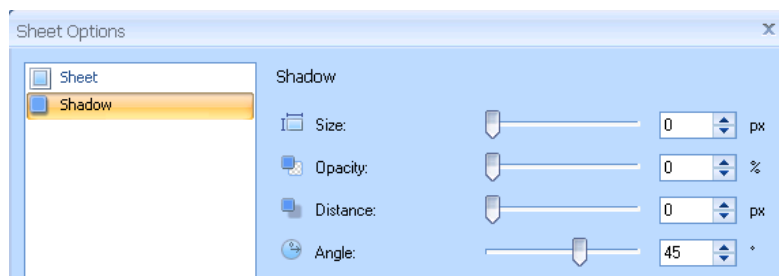 Sheet Options x
Sheet
Shadow
Shadow
Size: 0 px
Opacity: 0 %
Distance: 0 px
Angle: 45 °